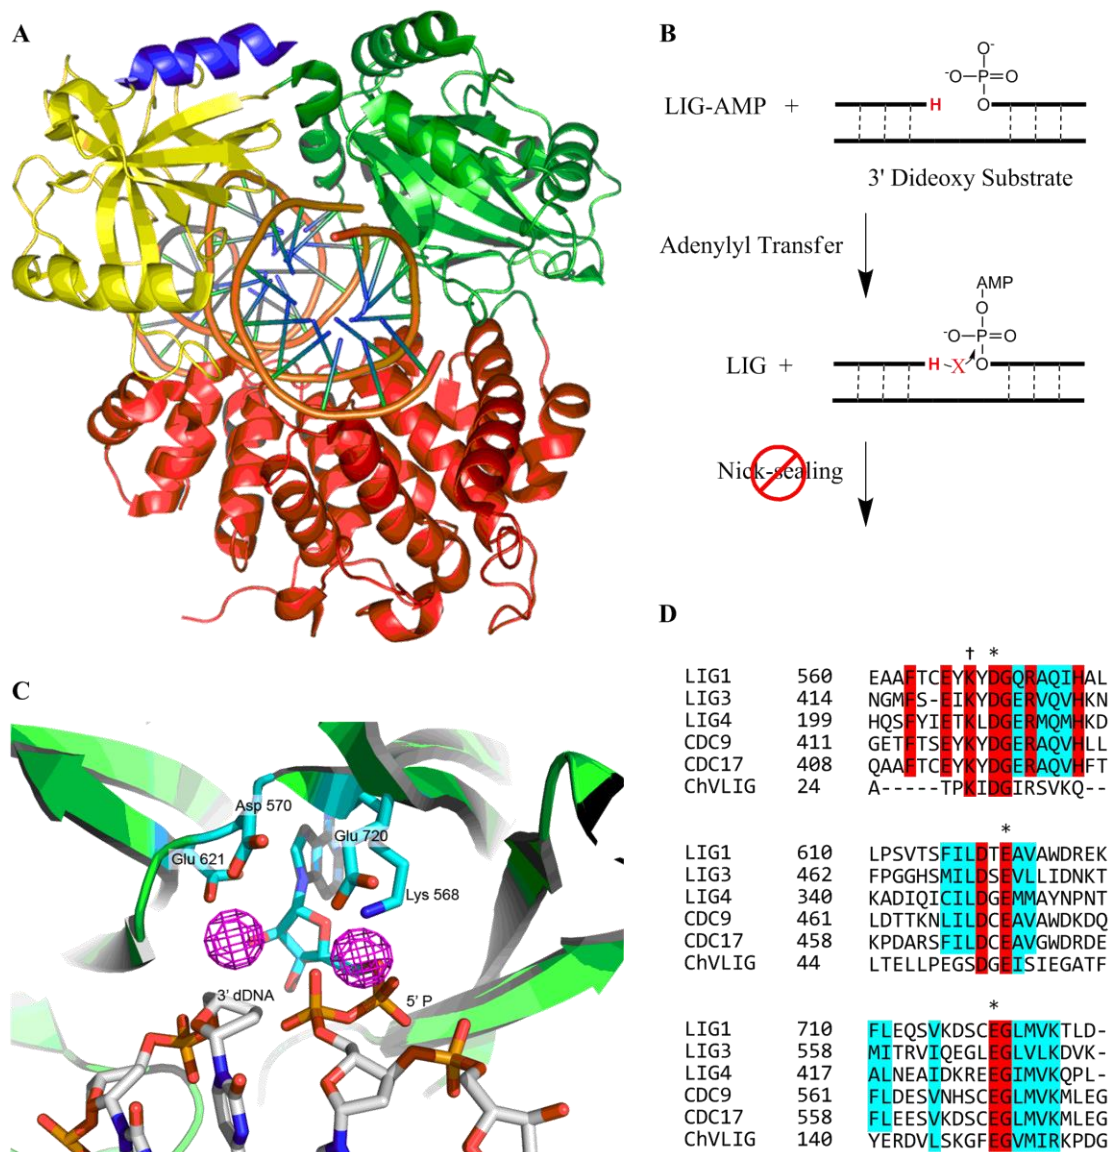 A
B
O⁻
⁻O-P=O
O
LIG-AMP +
H
3' Dideoxy Substrate
Adenylyl Transfer
AMP
O
⁻O-P=O
O
LIG +
H
X
Nick-sealing
C
Asp 570
Glu 720
Glu 621
Lys 568
3' dDNA
5' P
D
† *
LIG1 560 EAAFTCEYKYDGQRAQIHAL
LIG3 414 NGMFS-EIKYDGERVQVHKN
LIG4 199 HQSFYIETKLDGERMQMHKD
CDC9 411 GETFTSEYKYDGERAQVHLL
CDC17 408 QAAFTCEYKYDGERAQVHFT
ChVLIG 24 A-----TPKIDGIRSVKQ--
*
LIG1 610 LPSVTSFILDTEAVAWDREK
LIG3 462 FPGGHSMILDSEVLLIDNKT
LIG4 340 KADIQICILDGEMMAYNPNT
CDC9 461 LDTTKNLILDCEAVAWDKDQ
CDC17 458 KPDARSFILDCEAVGWDRDE
ChVLIG 44 LTELLPEGSDGEISIEGATF
*
LIG1 710 FLEQSVKDSCEGLMVKTLD-
LIG3 558 MITRVIQEGLEGLVLKDVK-
LIG4 417 ALNEAIDKREEGIMVKQPL-
CDC9 561 FLDESVNHSCEGLMVKMLEG
CDC17 558 FLEESVKDSCEGLMVKMLEG
ChVLIG 140 YERDVLSKGFEGVMIRKPDG